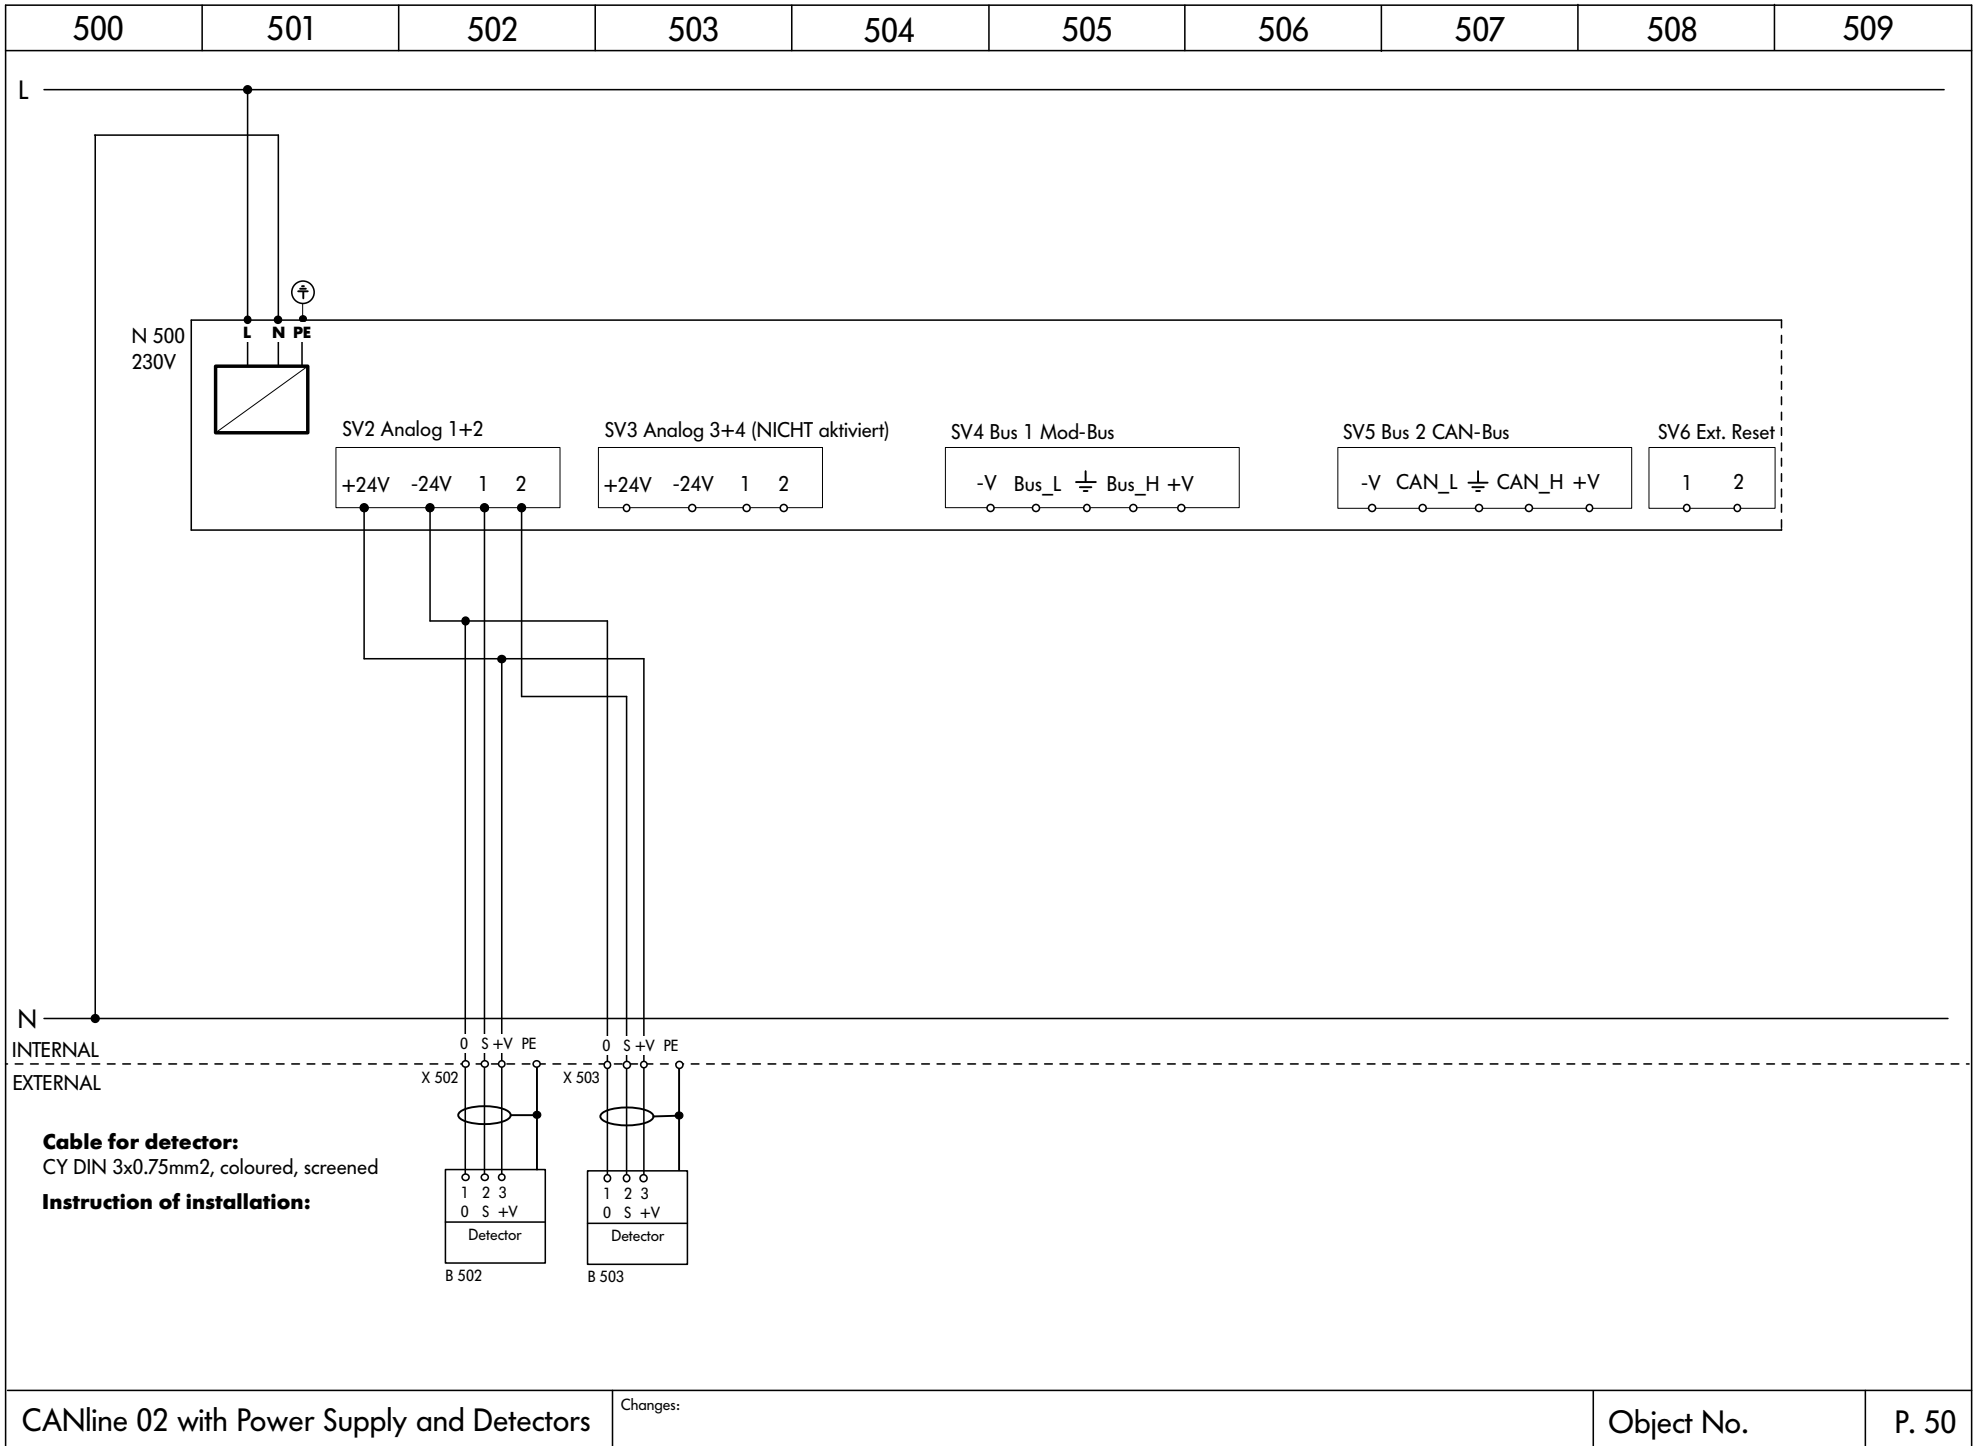 500 501 502 503 504 505 506 507 508 509
L
N 500
230V
L N PE
SV2 Analog 1+2
+24V -24V 1 2
SV3 Analog 3+4 (NICHT aktiviert)
+24V -24V 1 2
SV4 Bus 1 Mod-Bus
-V Bus_L Bus_H +V
SV5 Bus 2 CAN-Bus
-V CAN_L CAN_H +V
SV6 Ext. Reset
1 2
N
INTERNAL
EXTERNAL
0 S +V PE
X 502
0 S +V PE
X 503
Cable for detector:
CY DIN 3x0.75mm2, coloured, screened
Instruction of installation:
1 2 3
0 S +V
Detector
B 502
1 2 3
0 S +V
Detector
B 503
CANline 02 with Power Supply and Detectors
Changes:
Object No.
P. 50